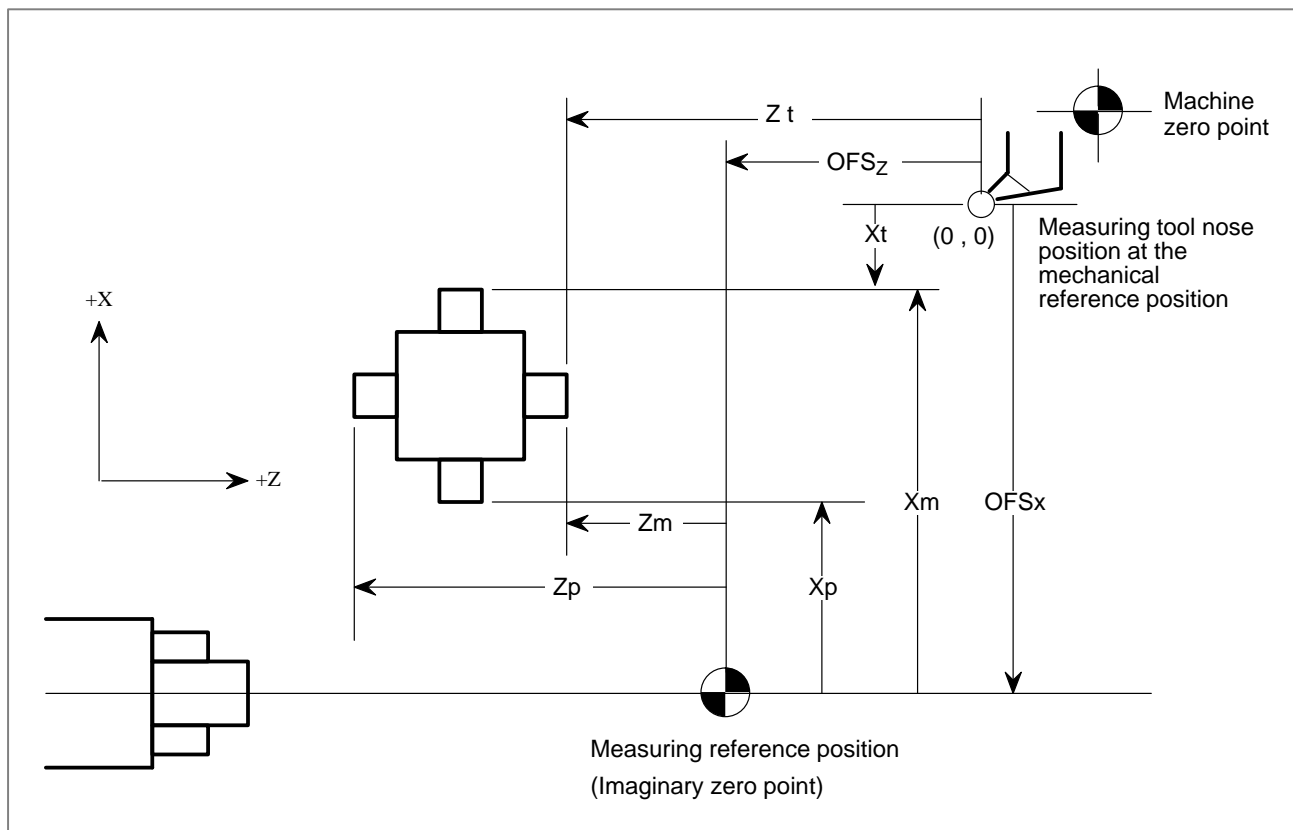 Z t
Machine
zero point
OFSZ
Xt
(0 , 0)
Measuring tool nose
position at the
mechanical
reference position
+X
+Z
Xm
OFSx
Zm
Zp
Xp
Measuring reference position
(Imaginary zero point)